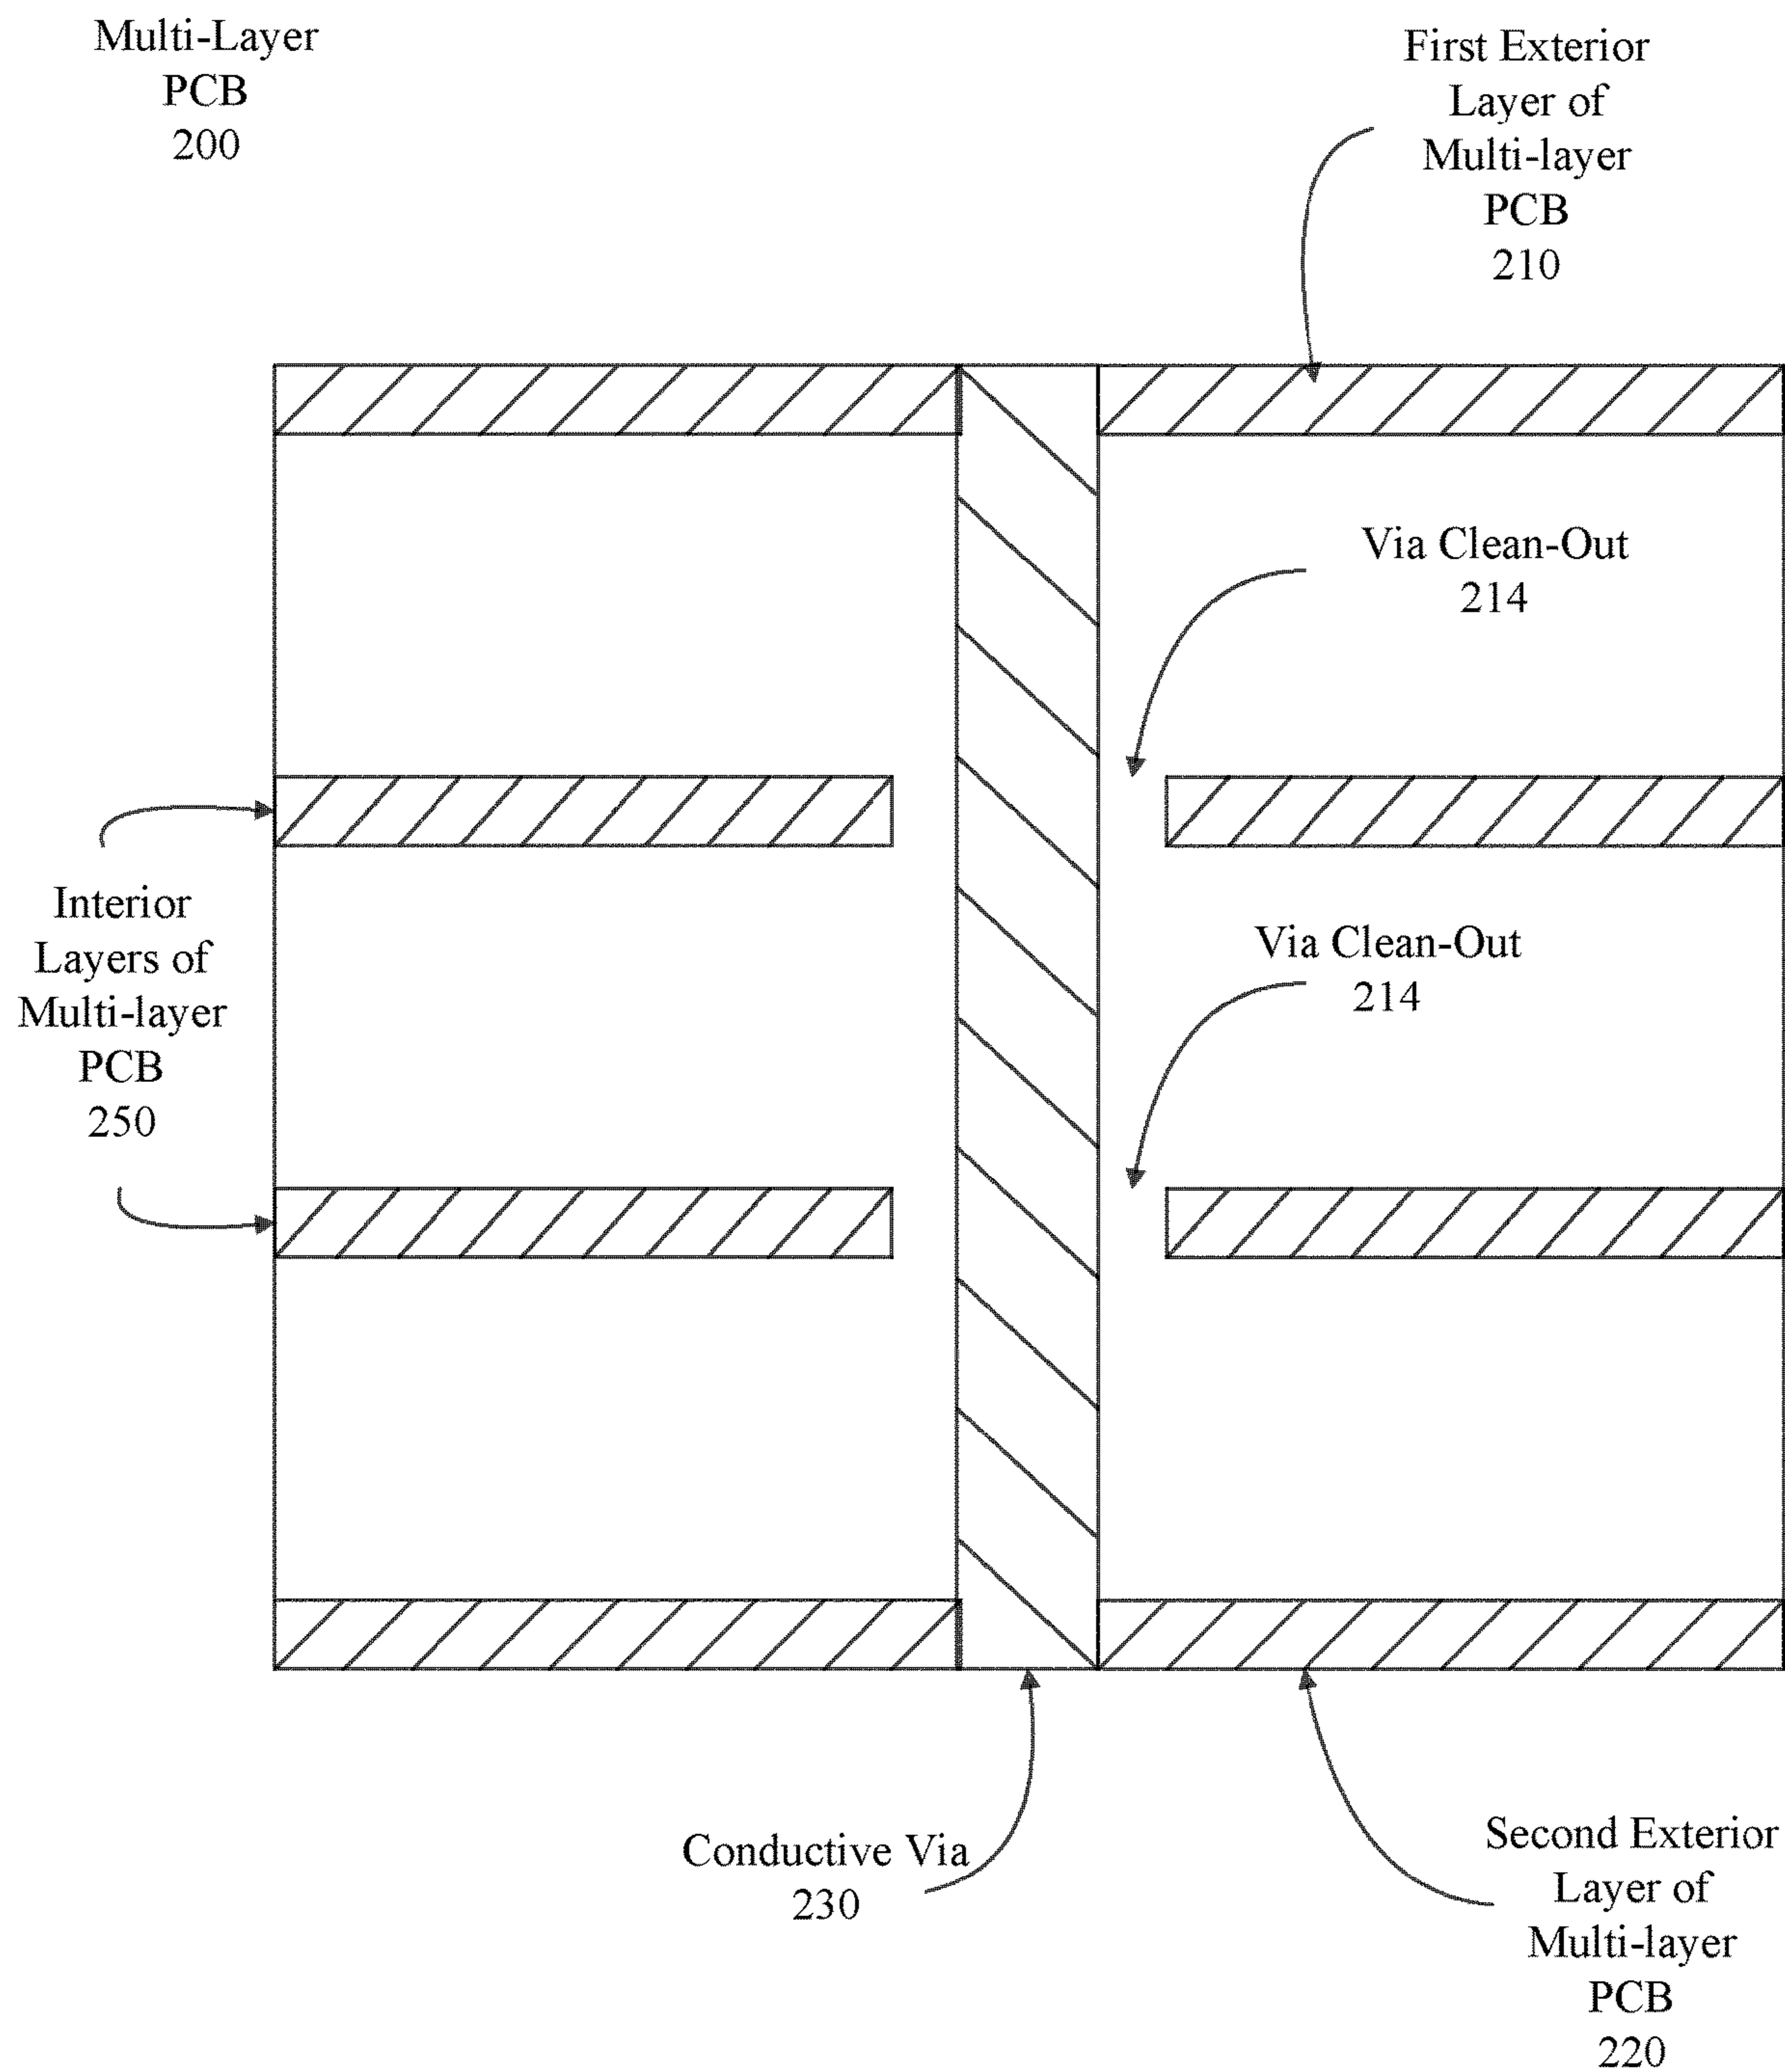 Multi-Layer
PCB
200
First Exterior
Layer of
Multi-layer
PCB
210
Via Clean-Out
214
Interior
Layers of
Multi-layer
PCB
250
Via Clean-Out
214
Conductive Via
230
Second Exterior
Layer of
Multi-layer
PCB
220